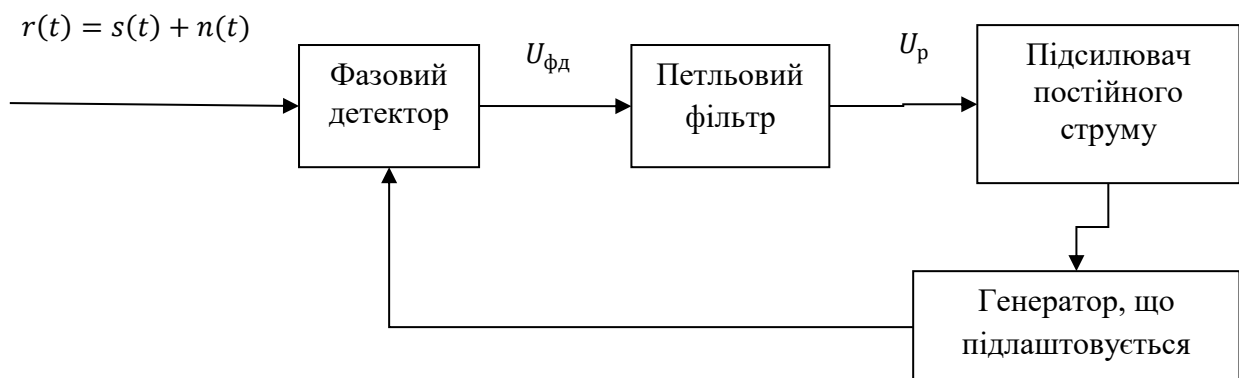 r(t) = s(t) + n(t)
Фазовий
детектор
U_фд
Петльовий
фільтр
U_р
Підсилювач
постійного
струму
Генератор, що
підлаштовується